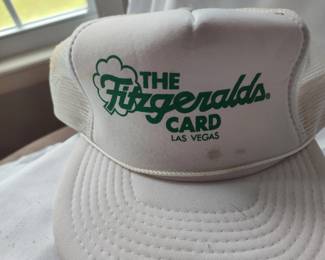 THE
Fitzgeralds®
CARD
LAS VEGAS